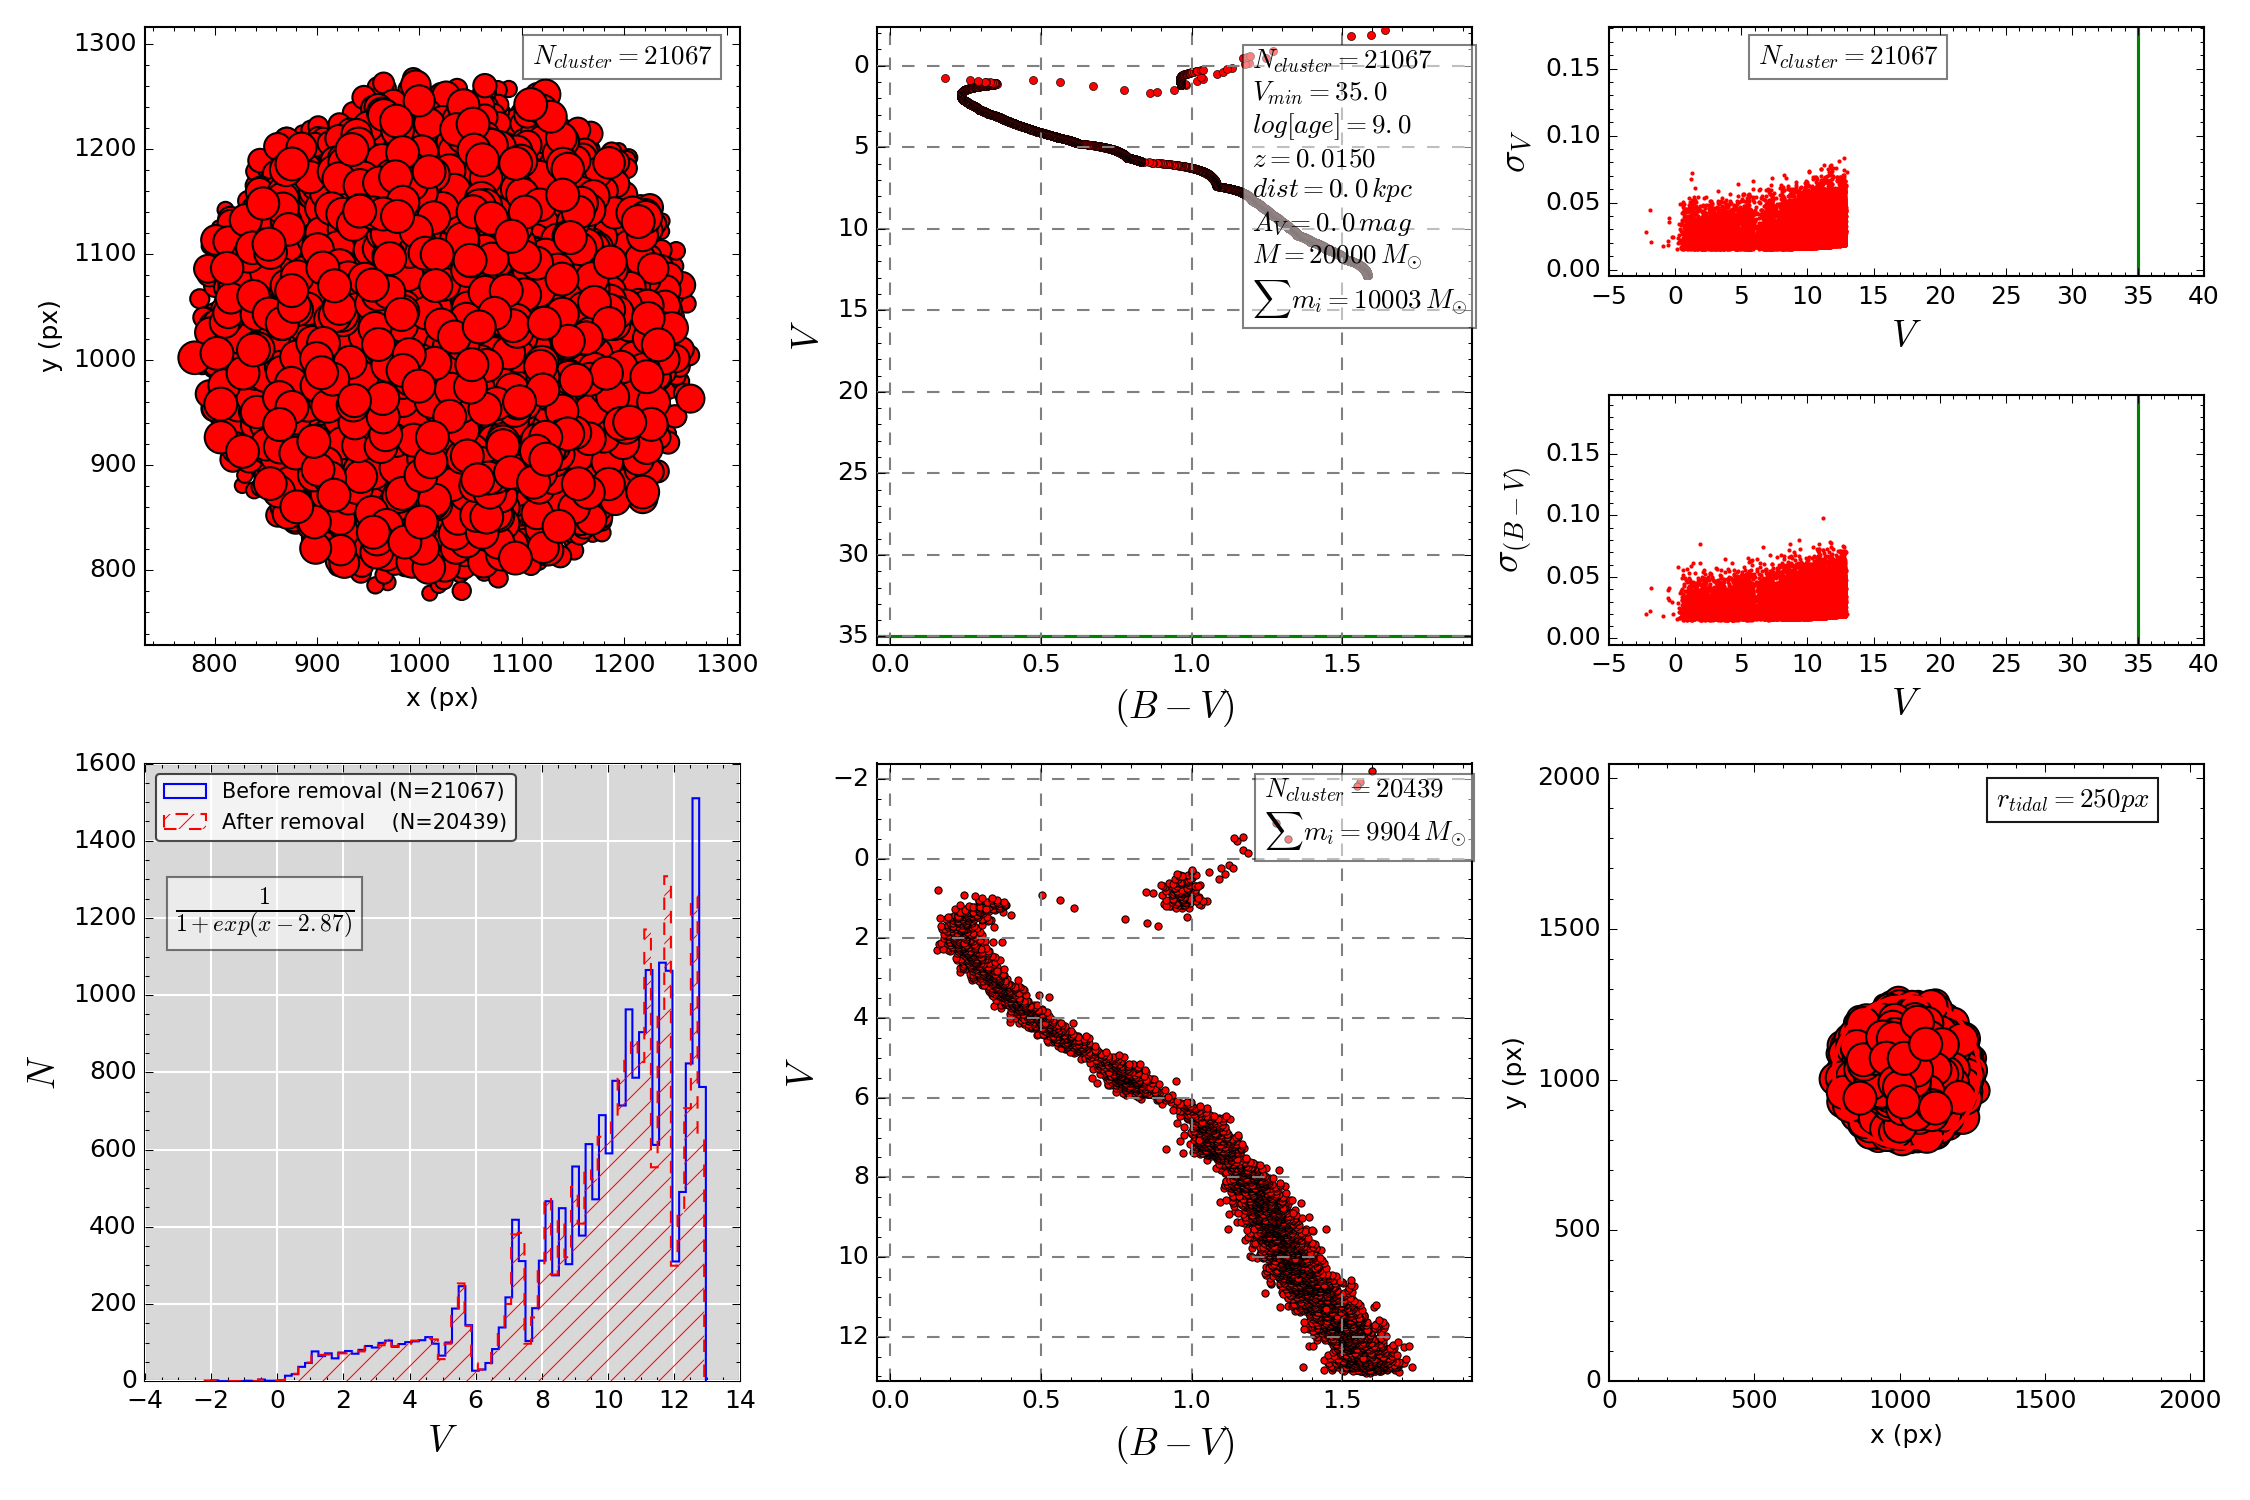 N_cluster = 21067
1300
1200
1100
1000
900
800
y (px)
800 900 1000 1100 1200 1300
x (px)
N_cluster = 21067
V_min = 35.0
log[age] = 9.0
z = 0.0150
dist = 0.0 kpc
A_V = 0.0 mag
M = 20000 M_⊙
∑ m_i = 10003 M_⊙
0
5
10
15
20
25
30
35
V
0.0 0.5 1.0 1.5
(B − V)
N_cluster = 21067
0.15
0.10
0.05
0.00
σ_V
−5 0 5 10 15 20 25 30 35 40
V
0.15
0.10
0.05
0.00
σ_(B − V)
−5 0 5 10 15 20 25 30 35 40
V
Before removal (N=21067)
After removal (N=20439)
1
1 + exp(x − 2.87)
1600
1400
1200
1000
800
600
400
200
0
N
−4 −2 0 2 4 6 8 10 12 14
V
N_cluster = 20439
∑ m_i = 9904 M_⊙
−2
0
2
4
6
8
10
12
V
0.0 0.5 1.0 1.5
(B − V)
r_tidal = 250px
2000
1500
1000
500
0
y (px)
0 500 1000 1500 2000
x (px)